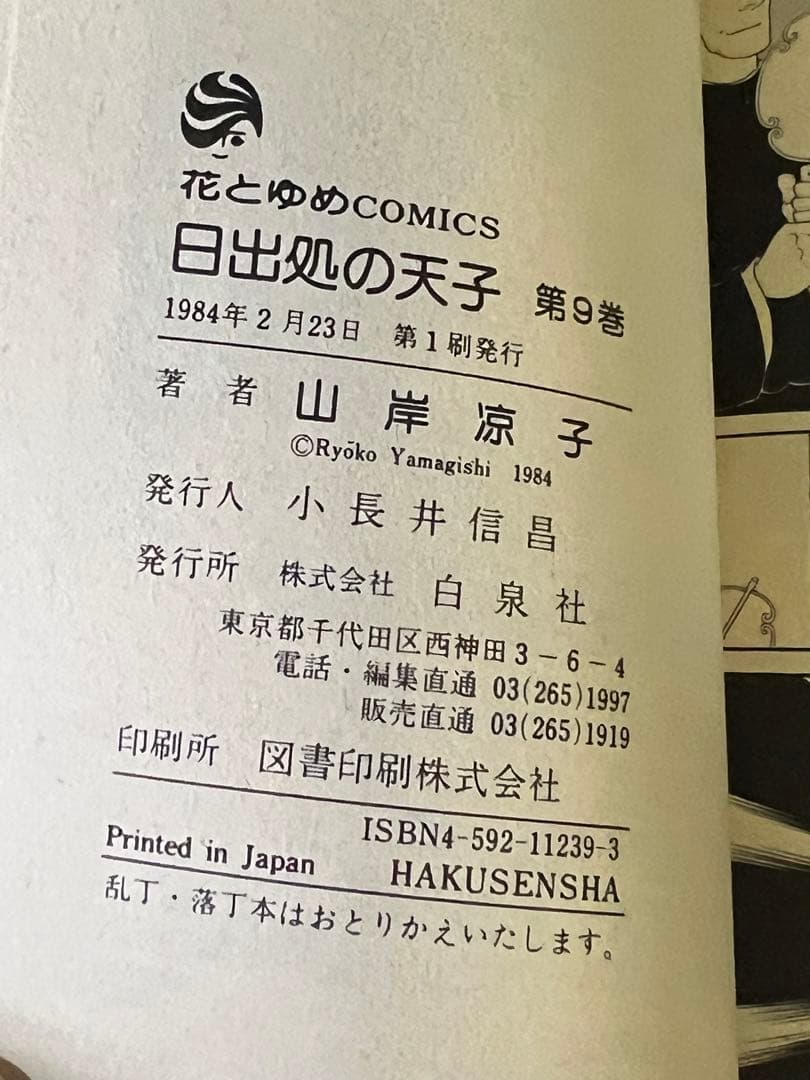 花とゆめCOMICS
日出処の天子 第9巻
1984年2月23日 第1刷発行
著者 山岸凉子
©Ryōko Yamagishi 1984
発行人 小長井信昌
発行所 株式会社 白泉社
東京都千代田区西神田3-6-4
電話・編集直通 03(265)1997
販売直通 03(265)1919
印刷所 図書印刷株式会社
ISBN4-592-11239-3
Printed in Japan HAKUSENSHA
乱丁・落丁本はおとりかえいたします。